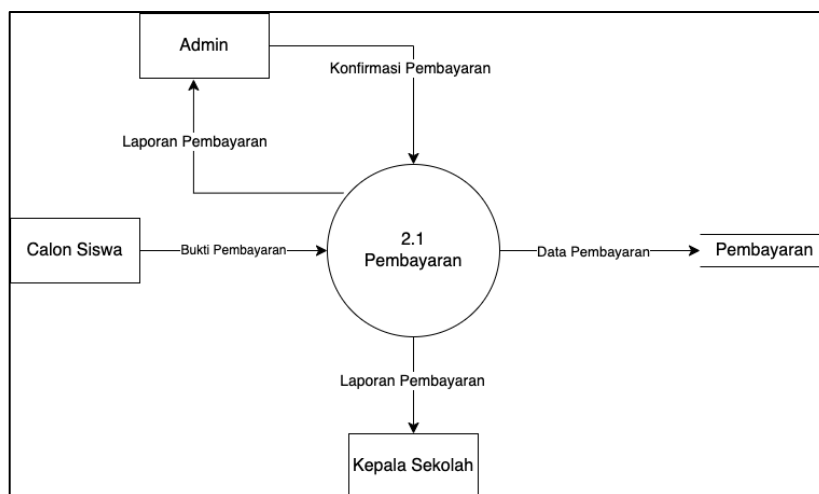 Admin
Konfirmasi Pembayaran
Laporan Pembayaran
Calon Siswa
Bukti Pembayaran
2.1
Pembayaran
Data Pembayaran
Pembayaran
Laporan Pembayaran
Kepala Sekolah